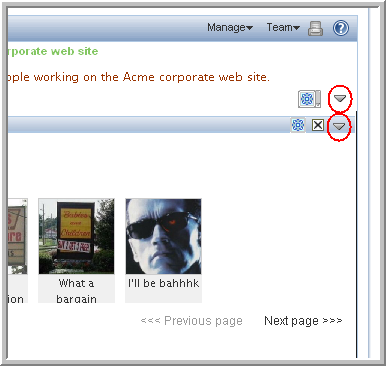 Manage Team ?
rporate web site
ople working on the Acme corporate web site.
ion
What a
bargain
I'll be bahhhk
<<< Previous page Next page >>>